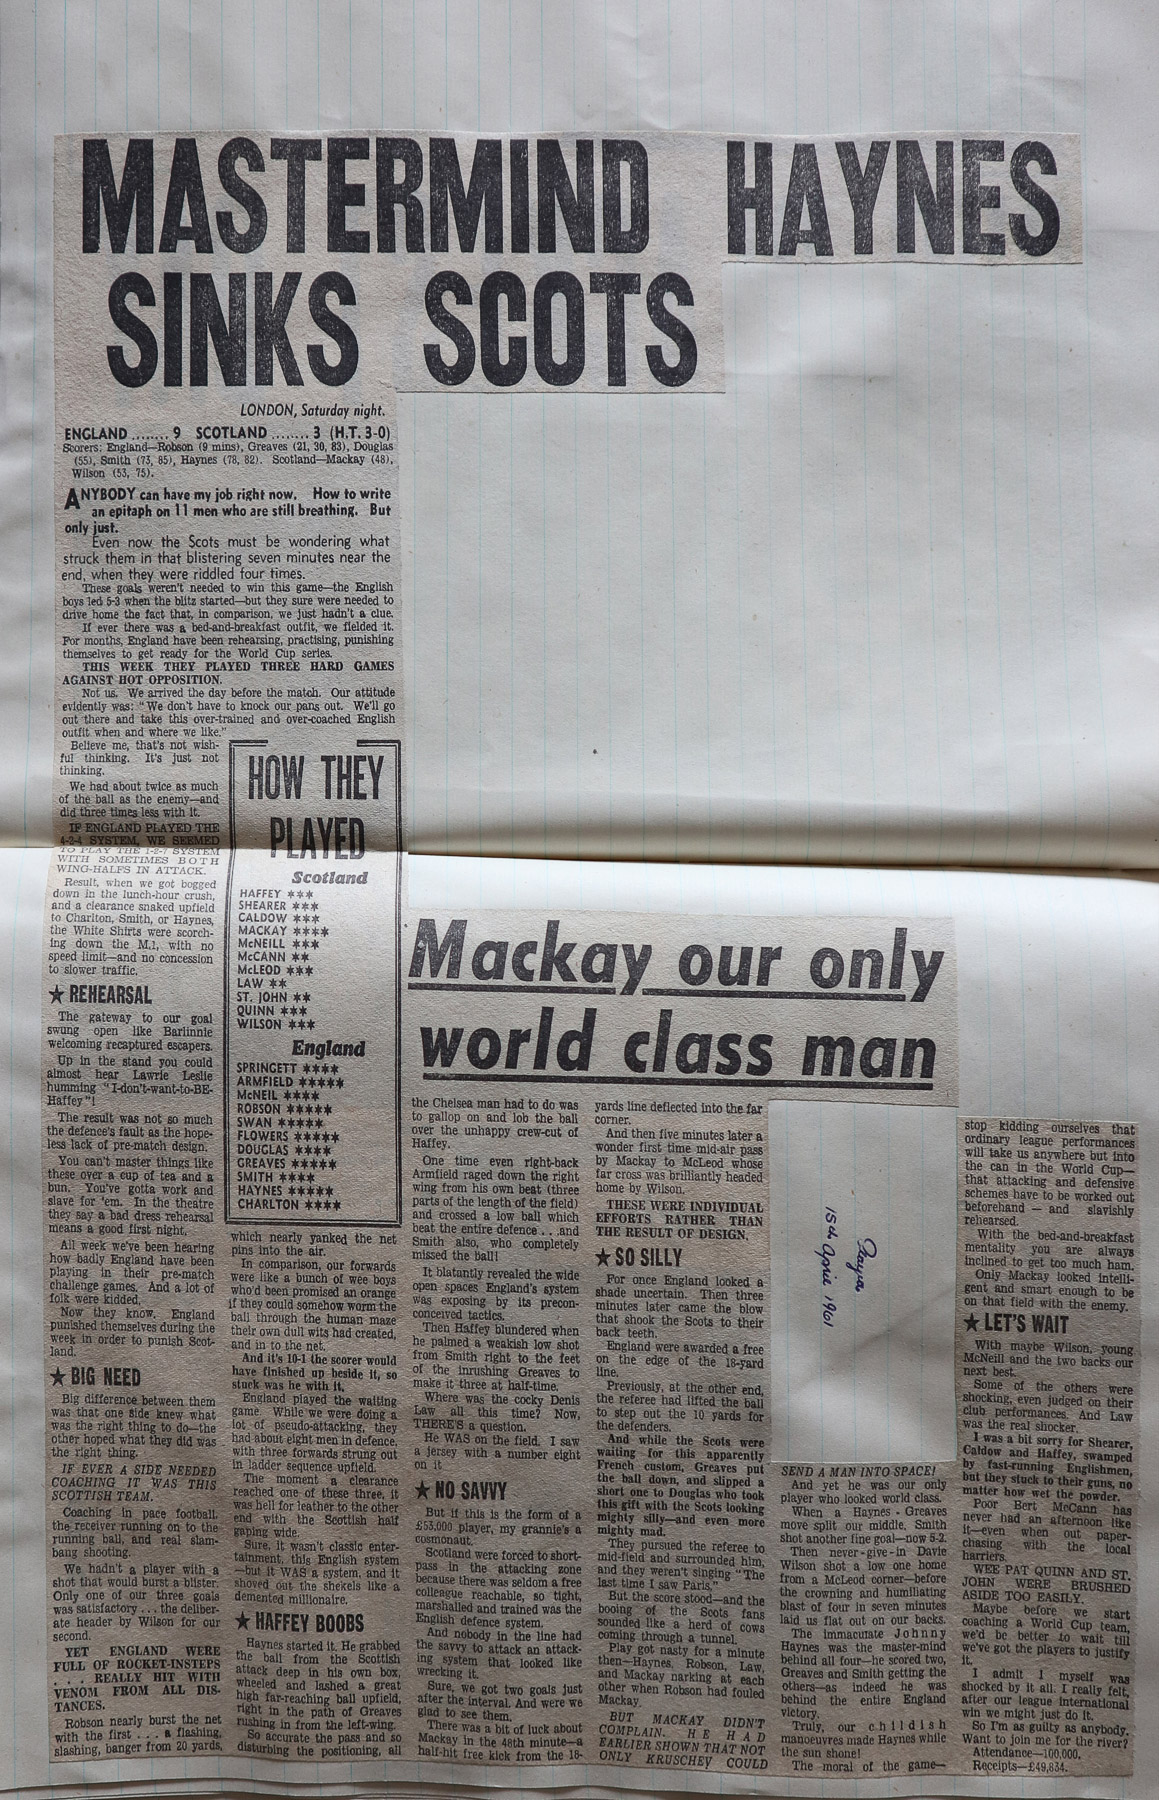 MASTERMIND HAYNES
SINKS SCOTS
LONDON, Saturday night.
ENGLAND ........ 9 SCOTLAND ........ 3 (H.T. 3-0)
Scorers: England—Robson (9 mins), Greaves (21, 30, 83), Douglas
(55), Smith (73, 85), Haynes (78, 82). Scotland—Mackay (48),
Wilson (53, 75).
ANYBODY can have my job right now. How to write
an epitaph on 11 men who are still breathing. But
only just.
Even now the Scots must be wondering what
struck them in that blistering seven minutes near the
end, when they were riddled four times.
These goals weren't needed to win this game—the English
boys led 5-3 when the blitz started—but they sure were needed to
drive home the fact that, in comparison, we just hadn't a clue.
If ever there was a bed-and-breakfast outfit, we fielded it.
For months, England have been rehearsing, practising, punishing
themselves to get ready for the World Cup series.
THIS WEEK THEY PLAYED THREE HARD GAMES
AGAINST HOT OPPOSITION.
Not us. We arrived the day before the match. Our attitude
evidently was: "We don't have to knock our pans out. We'll go
out there and take this over-trained and over-coached English
outfit when and where we like."
Believe me, that's not wish-
ful thinking. It's just not
thinking.
We had about twice as much
of the ball as the enemy—and
did three times less with it.
IF ENGLAND PLAYED THE
4-2-4 SYSTEM, WE SEEMED
TO PLAY THE 1-2-7 SYSTEM
WITH SOMETIMES BOTH
WING-HALFS IN ATTACK.
Result, when we got bogged
down in the lunch-hour crush,
and a clearance snaked upfield
to Charlton, Smith, or Haynes,
the White Shirts were scorch-
ing down the M.1, with no
speed limit—and no concession
to slower traffic.
★ REHEARSAL
The gateway to our goal
swung open like Barlinnie
welcoming recaptured escapers.
Up in the stand you could
almost hear Lawrie Leslie
humming "I-don't-want-to-BE-
Haffey"!
The result was not so much
the defence's fault as the hope-
less lack of pre-match design.
You can't master things like
these over a cup of tea and a
bun. You've gotta work and
slave for 'em. In the theatre
they say a bad dress rehearsal
means a good first night.
All week we've been hearing
how badly England have been
playing in their pre-match
challenge games. And a lot of
folk were kidded.
Now they know. England
punished themselves during the
week in order to punish Scot-
land.
★ BIG NEED
Big difference between them
was that one side knew what
was the right thing to do—the
other hoped what they did was
the right thing.
IF EVER A SIDE NEEDED
COACHING IT WAS THIS
SCOTTISH TEAM.
Coaching in pace football,
the receiver running on to the
running ball, and real slam-
bang shooting.
We hadn't a player with a
shot that would burst a blister.
Only one of our three goals
was satisfactory . . . the deliber-
ate header by Wilson for our
second.
YET ENGLAND WERE
FULL OF ROCKET-INSTEPS
. . . REALLY HIT WITH
VENOM FROM ALL DIS-
TANCES.
Robson nearly burst the net
with the first . . . a flashing,
slashing, banger from 20 yards,
HOW THEY
PLAYED
Scotland
HAFFEY ★★★
SHEARER ★★★
CALDOW ★★★
MACKAY ★★★★
McNEILL ★★★
McCANN ★★
McLEOD ★★★
LAW ★★
ST. JOHN ★★
QUINN ★★★
WILSON ★★★
England
SPRINGETT ★★★★
ARMFIELD ★★★★★
McNEIL ★★★★
ROBSON ★★★★★
SWAN ★★★★★
FLOWERS ★★★★★
DOUGLAS ★★★★
GREAVES ★★★★★
SMITH ★★★★
HAYNES ★★★★★
CHARLTON ★★★★
which nearly yanked the net
pins into the air.
In comparison, our forwards
were like a bunch of wee boys
who'd been promised an orange
if they could somehow worm the
ball through the human maze
their own dull wits had created,
and in to the net.
And it's 10-1 the scorer would
have finished up beside it, so
stuck was he with it.
England played the waiting
game. While we were doing a
lot of pseudo-attacking, they
had about eight men in defence,
with three forwards strung out
in ladder sequence upfield.
The moment a clearance
reached one of these three, it
was hell for leather to the other
end with the Scottish half
gaping wide.
Sure, it wasn't classic enter-
tainment, this English system
—but it WAS a system, and it
shoved out the shekels like a
demented millionaire.
★ HAFFEY BOOBS
Haynes started it. He grabbed
the ball from the Scottish
attack deep in his own box,
wheeled and lashed a great
high far-reaching ball upfield,
right in the path of Greaves
rushing in from the left-wing.
So accurate the pass and so
disturbing the positioning, all
Mackay our only
world class man
the Chelsea man had to do was
to gallop on and lob the ball
over the unhappy crew-cut of
Haffey.
One time even right-back
Armfield raged down the right
wing from his own beat (three
parts of the length of the field)
and crossed a low ball which
beat the entire defence . . . and
Smith also, who completely
missed the ball!
It blatantly revealed the wide
open spaces England's system
was exposing by its precon-
conceived tactics.
Then Haffey blundered when
he palmed a weakish low shot
from Smith right to the feet
of the inrushing Greaves to
make it three at half-time.
Where was the cocky Denis
Law all this time? Now,
THERE'S a question.
He WAS on the field. I saw
a jersey with a number eight
on it
★ NO SAVVY
But if this is the form of a
£53,000 player, my grannie's a
cosmonaut.
Scotland were forced to short-
pass in the attacking zone
because there was seldom a free
colleague reachable, so tight,
marshalled and trained was the
English defence system.
And nobody in the line had
the savvy to attack an attack-
ing system that looked like
wrecking it.
Sure, we got two goals just
after the interval. And were we
glad to see them.
There was a bit of luck about
Mackay in the 48th minute—a
half-hit free kick from the 18-
yards line deflected into the far
corner.
And then five minutes later a
wonder first time mid-air pass
by Mackay to McLeod whose
far cross was brilliantly headed
home by Wilson.
THESE WERE INDIVIDUAL
EFFORTS RATHER THAN
THE RESULT OF DESIGN.
★ SO SILLY
For once England looked a
shade uncertain. Then three
minutes later came the blow
that shook the Scots to their
back teeth.
England were awarded a free
on the edge of the 18-yard
line.
Previously, at the other end,
the referee had lifted the ball
to step out the 10 yards for
the defenders.
And while the Scots were
waiting for this apparently
French custom, Greaves put
the ball down, and slipped a
short one to Douglas who took
this gift with the Scots looking
mighty silly—and even more
mighty mad.
They pursued the referee to
mid-field and surrounded him,
and they weren't singing "The
last time I saw Paris."
But the score stood—and the
booing of the Scots fans
sounded like a herd of cows
coming through a tunnel.
Play got nasty for a minute
then—Haynes, Robson, Law,
and Mackay narking at each
other when Robson had fouled
Mackay.
BUT MACKAY DIDN'T
COMPLAIN. HE HAD
EARLIER SHOWN THAT NOT
ONLY KRUSCHEV COULD
15th April 1961
SEND A MAN INTO SPACE!
And yet he was our only
player who looked world class.
When a Haynes-Greaves
move split our middle, Smith
shot another fine goal—now 5-2.
Then never-give-in Davie
Wilson shot a low one home
from a McLeod corner—before
the crowning and humiliating
blast of four in seven minutes
laid us flat out on our backs.
The immaculate Johnny
Haynes was the master-mind
behind all four—he scored two,
Greaves and Smith getting the
others—as indeed he was
behind the entire England
victory.
Truly, our childish
manoeuvres made Haynes while
the sun shone!
The moral of the game—
stop kidding ourselves that
ordinary league performances
will take us anywhere but into
the can in the World Cup—
that attacking and defensive
schemes have to be worked out
beforehand — and slavishly
rehearsed.
With the bed-and-breakfast
mentality you are always
inclined to get too much ham.
Only Mackay looked intelli-
gent and smart enough to be
on that field with the enemy.
★ LET'S WAIT
With maybe Wilson, young
McNeil and the two backs our
next best.
Some of the others were
shocking, even judged on their
club performances. And Law
was the real shocker.
I was a bit sorry for Shearer,
Caldow and Haffey, swamped
by fast-running Englishmen,
but they stuck to their guns, no
matter how wet the powder.
Poor Bert McCann has
never had an afternoon like
it—even when out paper-
chasing with the local
harriers.
WEE PAT QUINN AND ST.
JOHN WERE BRUSHED
ASIDE TOO EASILY.
Maybe before we start
coaching a World Cup team,
we'd be better to wait till
we've got the players to justify
it.
I admit I myself was
shocked by it all. I really felt,
after our league international
win we might just do it.
So I'm as guilty as anybody.
Want to join me for the river?
Attendance—100,000.
Receipts—£49,834.